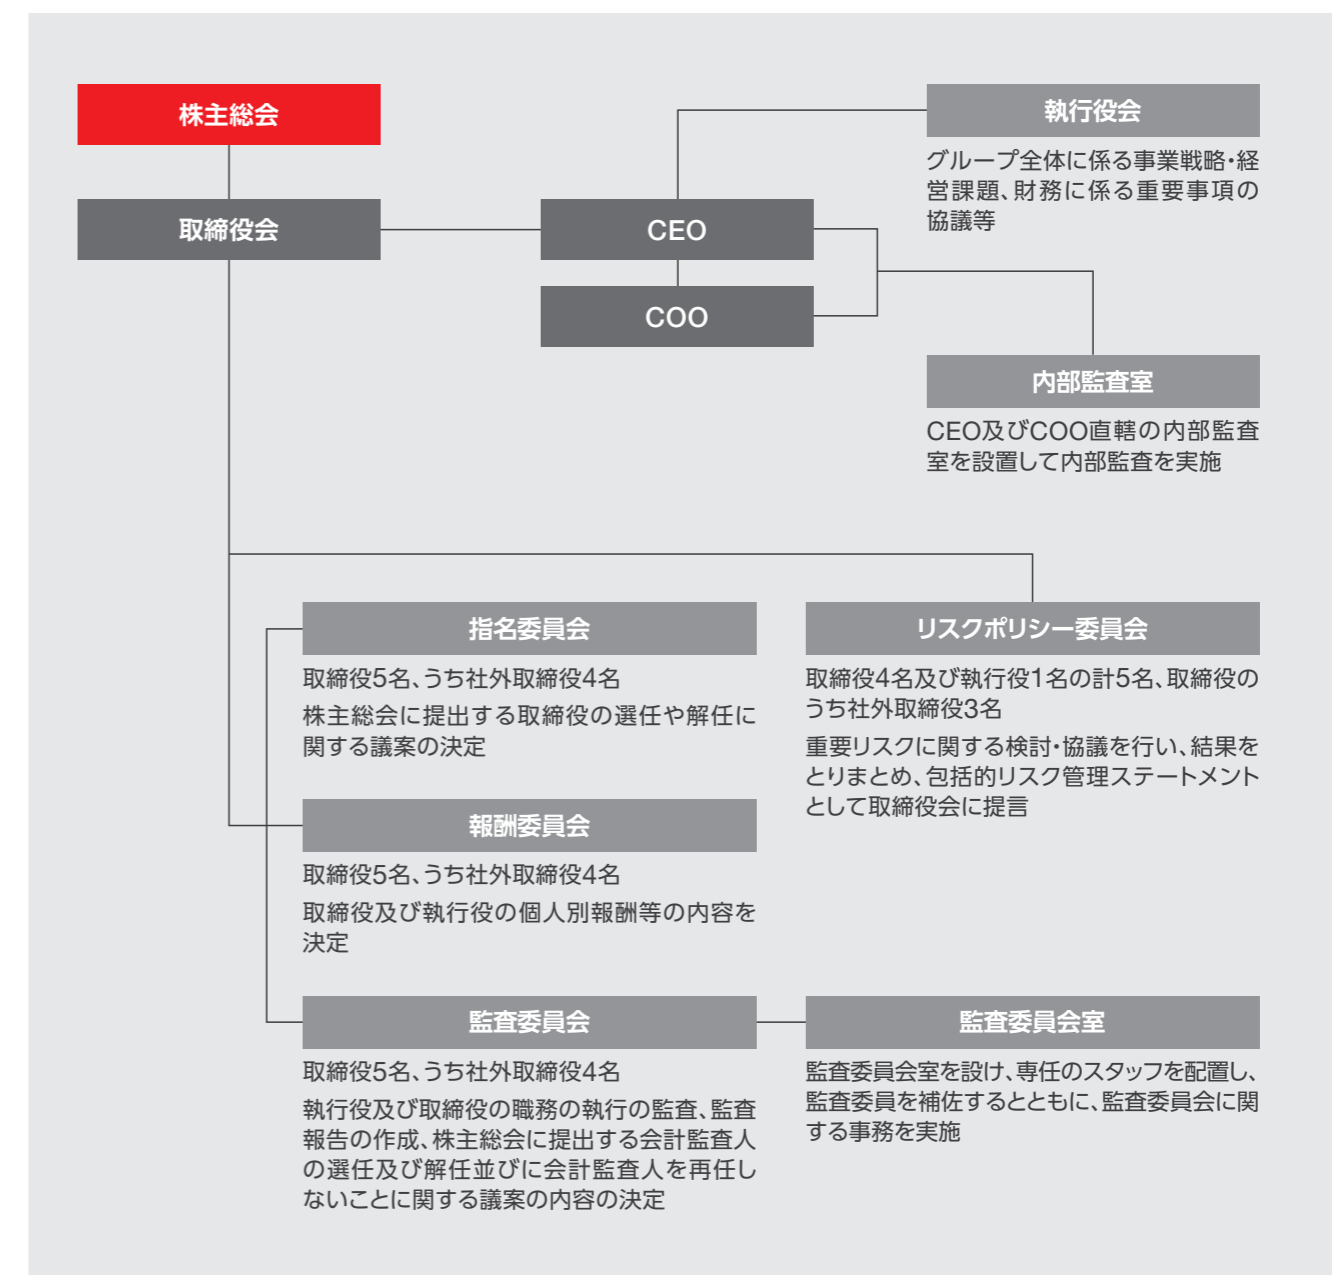 株主総会
取締役会
CEO
COO
執行役会
グループ全体に係る事業戦略・経
営課題、財務に係る重要事項の
協議等
内部監査室
CEO及びCOO直轄の内部監査
室を設置して内部監査を実施
指名委員会
取締役5名、うち社外取締役4名
株主総会に提出する取締役の選任や解任に
関する議案の決定
リスクポリシー委員会
取締役4名及び執行役1名の計5名、取締役の
うち社外取締役3名
重要リスクに関する検討・協議を行い、結果を
とりまとめ、包括的リスク管理ステートメント
として取締役会に提言
報酬委員会
取締役5名、うち社外取締役4名
取締役及び執行役の個人別報酬等の内容を
決定
監査委員会
取締役5名、うち社外取締役4名
執行役及び取締役の職務の執行の監査、監査
報告の作成、株主総会に提出する会計監査人
の選任及び解任並びに会計監査人を再任し
ないことに関する議案の内容の決定
監査委員会室
監査委員会室を設け、専任のスタッフを配置し、
監査委員を補佐するとともに、監査委員会に関
する事務を実施